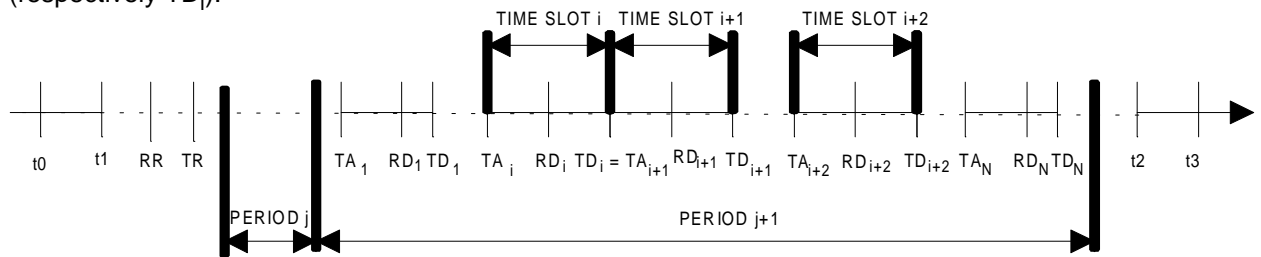 (respectively TDi).
TIME SLOT i TIME SLOT i+1 TIME SLOT i+2
t0 t1 RR TR TA1 RD1 TD1 TAi RDi TDi = TAi+1 RDi+1 TDi+1 TAi+2 RDi+2 TDi+2 TAN RDN TDN t2 t3
PERIOD j PERIOD j+1